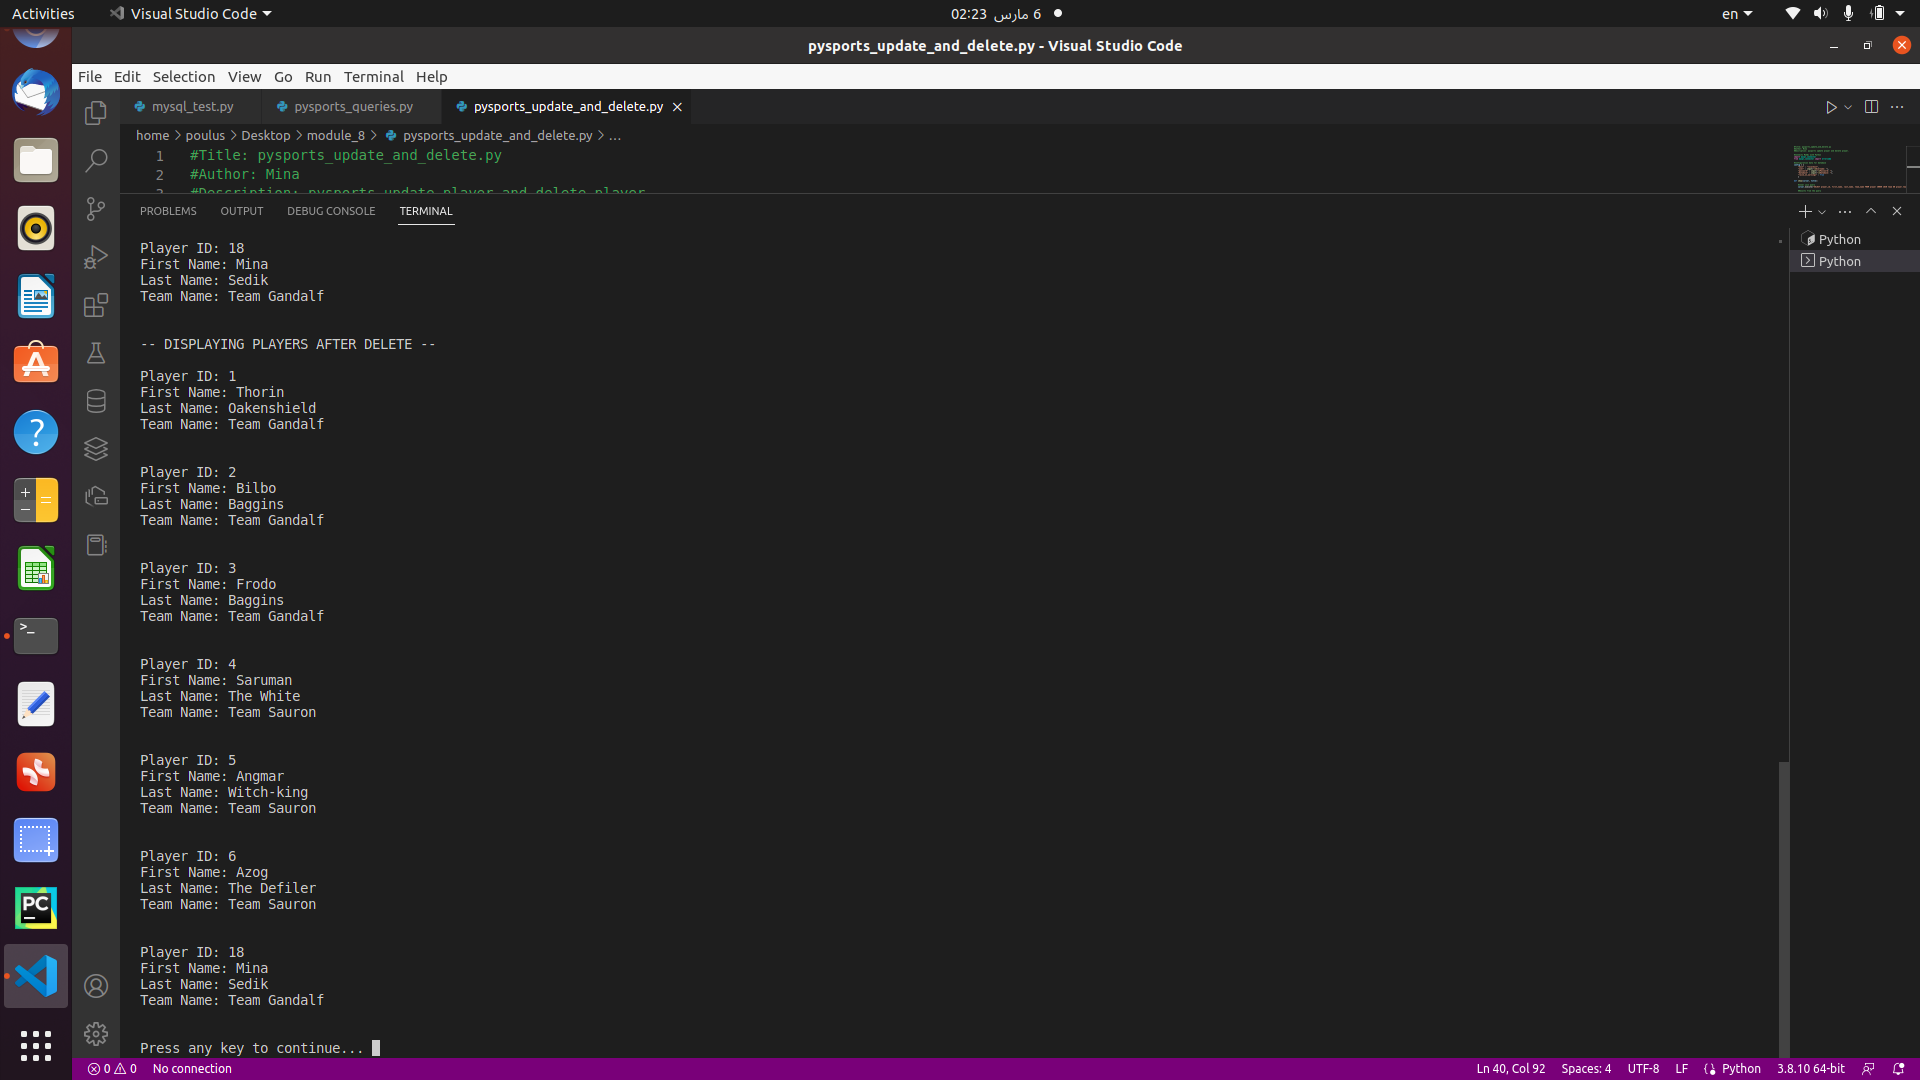 Activities
Visual Studio Code
02:23 6 مارس
en
pysports_update_and_delete.py - Visual Studio Code
File Edit Selection View Go Run Terminal Help
mysql_test.py
pysports_queries.py
pysports_update_and_delete.py
home > poulus > Desktop > module_8 > pysports_update_and_delete.py > ...
1 #Title: pysports_update_and_delete.py
2 #Author: Mina
3 #Description: pysports update player and delete player
PROBLEMS OUTPUT DEBUG CONSOLE TERMINAL
Python
Python
Player ID: 18
First Name: Mina
Last Name: Sedik
Team Name: Team Gandalf
-- DISPLAYING PLAYERS AFTER DELETE --
Player ID: 1
First Name: Thorin
Last Name: Oakenshield
Team Name: Team Gandalf
Player ID: 2
First Name: Bilbo
Last Name: Baggins
Team Name: Team Gandalf
Player ID: 3
First Name: Frodo
Last Name: Baggins
Team Name: Team Gandalf
Player ID: 4
First Name: Saruman
Last Name: The White
Team Name: Team Sauron
Player ID: 5
First Name: Angmar
Last Name: Witch-king
Team Name: Team Sauron
Player ID: 6
First Name: Azog
Last Name: The Defiler
Team Name: Team Sauron
Player ID: 18
First Name: Mina
Last Name: Sedik
Team Name: Team Gandalf
Press any key to continue...
PC
0 0 No connection
Ln 40, Col 92 Spaces: 4 UTF-8 LF Python 3.8.10 64-bit